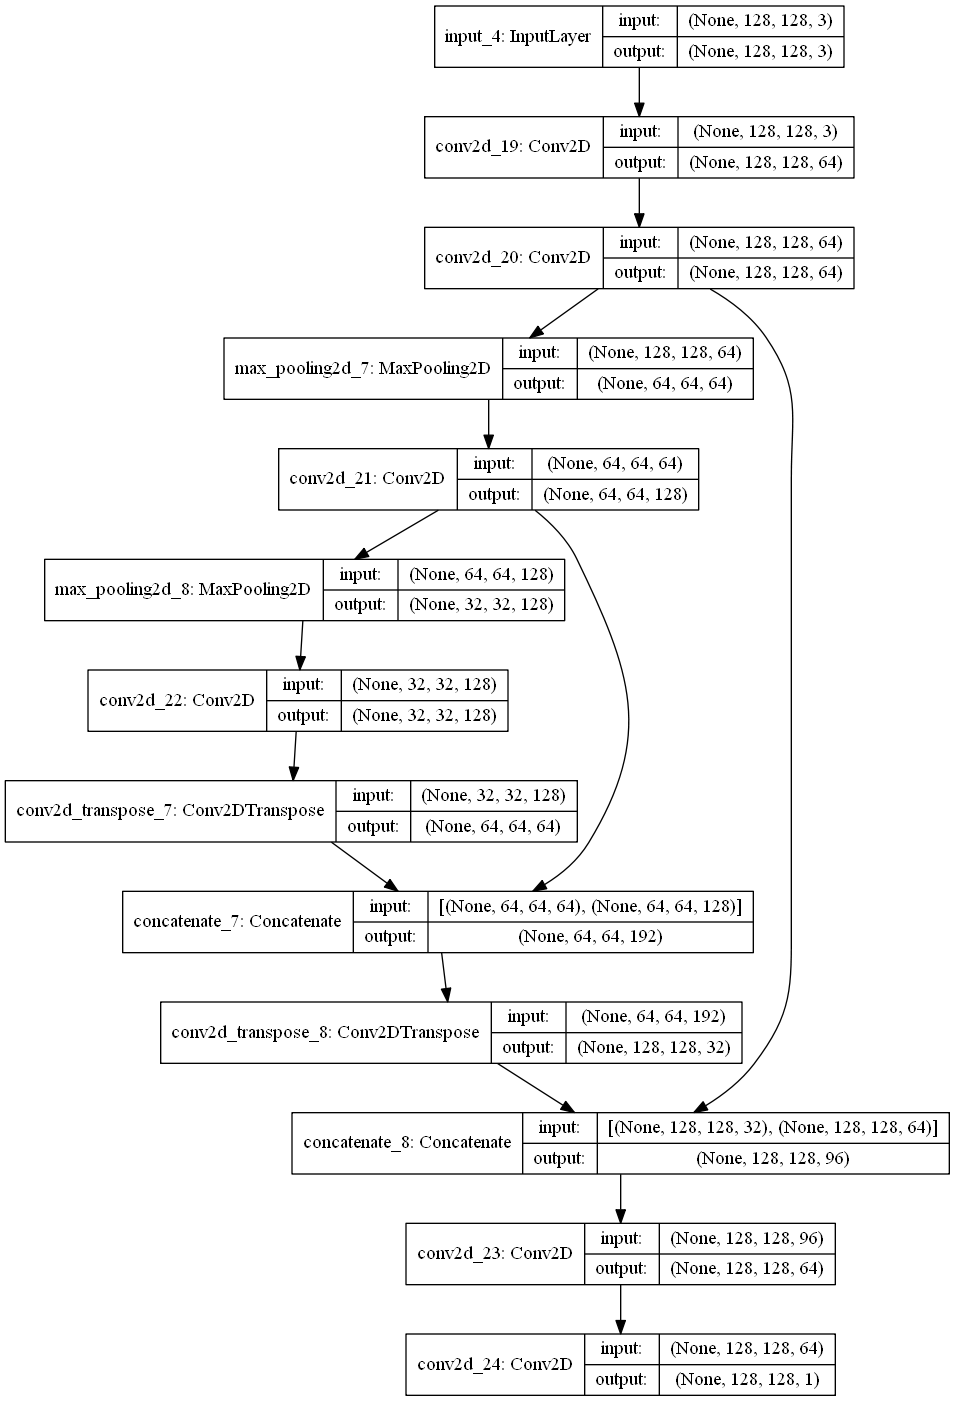 input_4: InputLayer
input: (None, 128, 128, 3)
output: (None, 128, 128, 3)
conv2d_19: Conv2D
input: (None, 128, 128, 3)
output: (None, 128, 128, 64)
conv2d_20: Conv2D
input: (None, 128, 128, 64)
output: (None, 128, 128, 64)
max_pooling2d_7: MaxPooling2D
input: (None, 128, 128, 64)
output: (None, 64, 64, 64)
conv2d_21: Conv2D
input: (None, 64, 64, 64)
output: (None, 64, 64, 128)
max_pooling2d_8: MaxPooling2D
input: (None, 64, 64, 128)
output: (None, 32, 32, 128)
conv2d_22: Conv2D
input: (None, 32, 32, 128)
output: (None, 32, 32, 128)
conv2d_transpose_7: Conv2DTranspose
input: (None, 32, 32, 128)
output: (None, 64, 64, 64)
concatenate_7: Concatenate
input: [(None, 64, 64, 64), (None, 64, 64, 128)]
output: (None, 64, 64, 192)
conv2d_transpose_8: Conv2DTranspose
input: (None, 64, 64, 192)
output: (None, 128, 128, 32)
concatenate_8: Concatenate
input: [(None, 128, 128, 32), (None, 128, 128, 64)]
output: (None, 128, 128, 96)
conv2d_23: Conv2D
input: (None, 128, 128, 96)
output: (None, 128, 128, 64)
conv2d_24: Conv2D
input: (None, 128, 128, 64)
output: (None, 128, 128, 1)